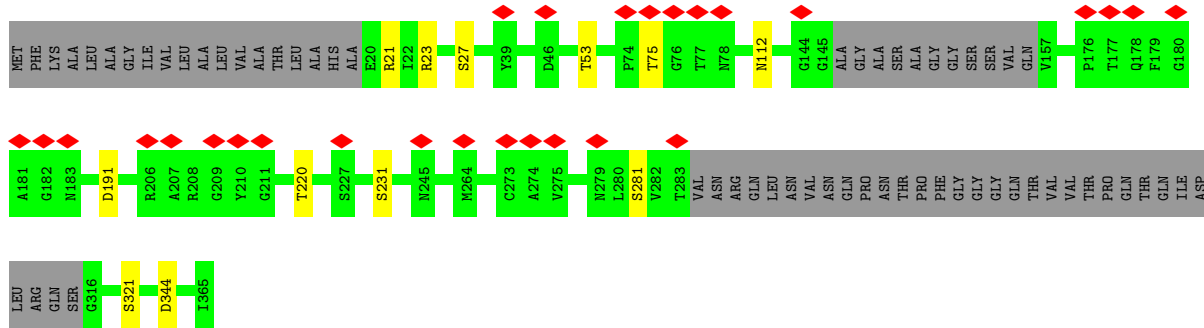 MET PHE LYS ALA LEU ALA GLY ILE VAL LEU ALA LEU VAL ALA THR LEU ALA HIS ALA E20 R21 I22 R23 S27 Y39 D46 T53 P74 T75 G76 T77 N78 N112 G144 G145 ALA GLY ALA SER ALA GLY GLY SER SER VAL GLN V157 P176 T177 Q178 F179 G180
A181 G182 N183 D191 R206 A207 R208 G209 Y210 G211 T220 S227 S231 N245 M264 C273 A274 V275 N279 L280 S281 V282 T283 VAL ASN ARG GLN LEU ASN VAL ASN GLN PRO ASN THR PRO PHE GLY GLY GLY GLN THR VAL VAL THR PRO GLN THR GLN ILE ASP
LEU ARG GLN SER G316 S321 D344 I365